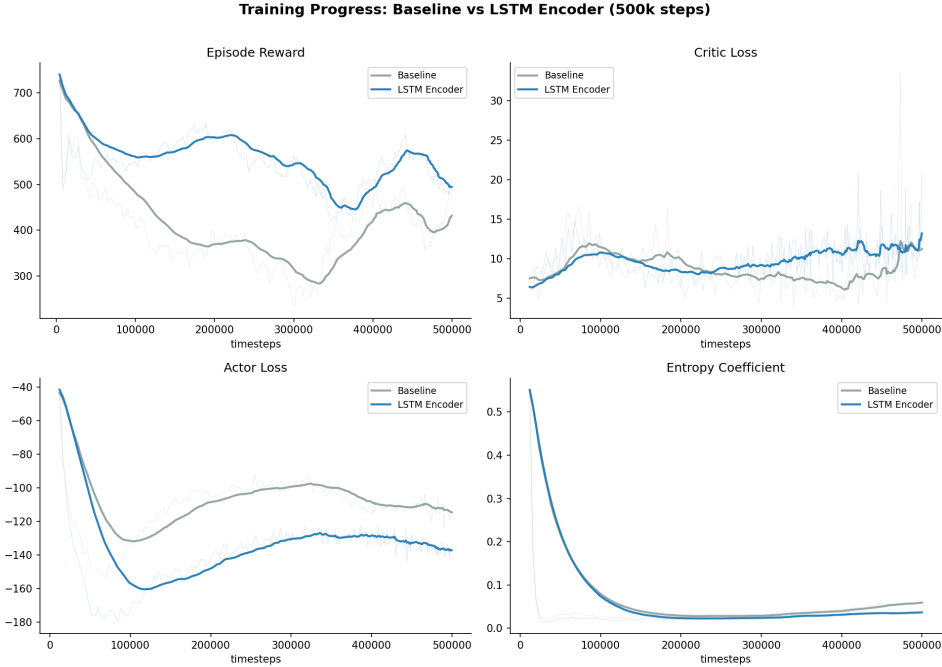 Training Progress: Baseline vs LSTM Encoder (500k steps)
Episode Reward
Baseline
LSTM Encoder
700
600
500
400
300
0 100000 200000 300000 400000 500000
timesteps
Critic Loss
Baseline
LSTM Encoder
35
30
25
20
15
10
5
0 100000 200000 300000 400000 500000
timesteps
Actor Loss
Baseline
LSTM Encoder
−40
−60
−80
−100
−120
−140
−160
−180
0 100000 200000 300000 400000 500000
timesteps
Entropy Coefficient
Baseline
LSTM Encoder
0.5
0.4
0.3
0.2
0.1
0.0
0 100000 200000 300000 400000 500000
timesteps